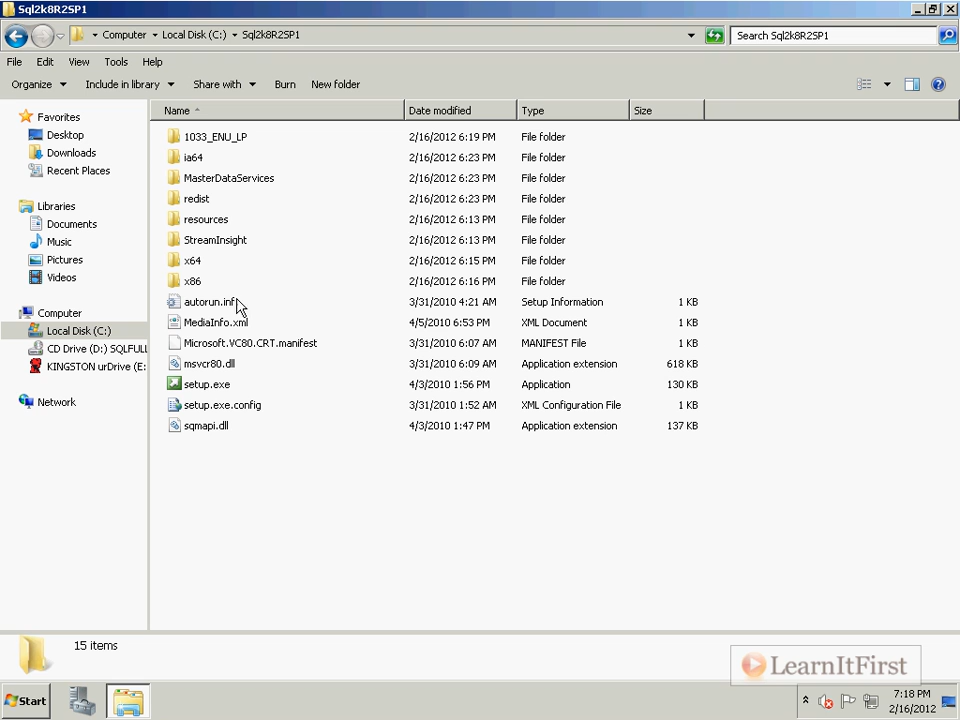 Sql2k8R2SP1
Computer Local Disk (C:) Sql2k8R2SP1 Search Sql2k8R2SP1
File Edit View Tools Help
Organize Include in library Share with Burn New folder
Name Date modified Type Size
Favorites
Desktop
Downloads
Recent Places
Libraries
Documents
Music
Pictures
Videos
Computer
Local Disk (C:)
CD Drive (D:) SQLFULL
KINGSTON urDrive (E:
Network
1033_ENU_LP 2/16/2012 6:19 PM File folder
ia64 2/16/2012 6:23 PM File folder
MasterDataServices 2/16/2012 6:23 PM File folder
redist 2/16/2012 6:23 PM File folder
resources 2/16/2012 6:13 PM File folder
StreamInsight 2/16/2012 6:13 PM File folder
x64 2/16/2012 6:15 PM File folder
x86 2/16/2012 6:16 PM File folder
autorun.inf 3/31/2010 4:21 AM Setup Information 1 KB
MediaInfo.xml 4/5/2010 6:53 PM XML Document 1 KB
Microsoft.VC80.CRT.manifest 3/31/2010 6:07 AM MANIFEST File 1 KB
msvcr80.dll 3/31/2010 6:09 AM Application extension 618 KB
setup.exe 4/3/2010 1:56 PM Application 130 KB
setup.exe.config 3/31/2010 1:52 AM XML Configuration File 1 KB
sqmapi.dll 4/3/2010 1:47 PM Application extension 137 KB
15 items
LearnItFirst
Start
7:18 PM
2/16/2012